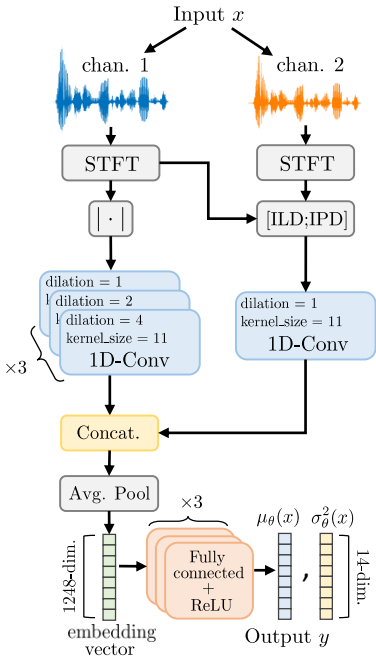 Input x
chan. 1
chan. 2
STFT
STFT
| · |
[ILD;IPD]
dilation = 1
dilation = 2
dilation = 4
kernel_size = 11
1D-Conv
×3
dilation = 1
kernel_size = 11
1D-Conv
Concat.
Avg. Pool
×3
μθ(x)
σ²θ(x)
1248-dim.
Fully
connected
+
ReLU
,
14-dim.
embedding
vector
Output y